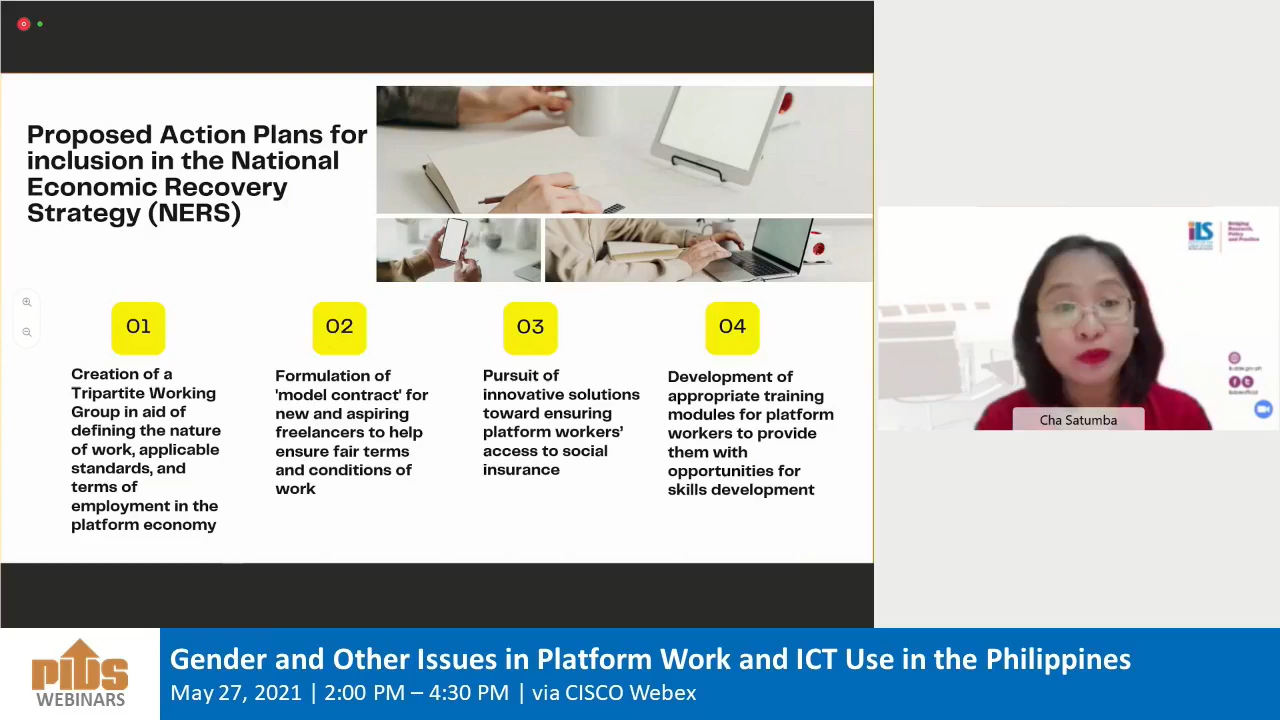 Proposed Action Plans for
inclusion in the National
Economic Recovery
Strategy (NERS)
01
Creation of a
Tripartite Working
Group in aid of
defining the nature
of work, applicable
standards, and
terms of
employment in the
platform economy
02
Formulation of
'model contract' for
new and aspiring
freelancers to help
ensure fair terms
and conditions of
work
03
Pursuit of
innovative solutions
toward ensuring
platform workers’
access to social
insurance
04
Development of
appropriate training
modules for platform
workers to provide
them with
opportunities for
skills development
iLS
Bridging
Research,
Policy
and Practice
Cha Satumba
PIDS
WEBINARS
Gender and Other Issues in Platform Work and ICT Use in the Philippines
May 27, 2021 | 2:00 PM – 4:30 PM | via CISCO Webex